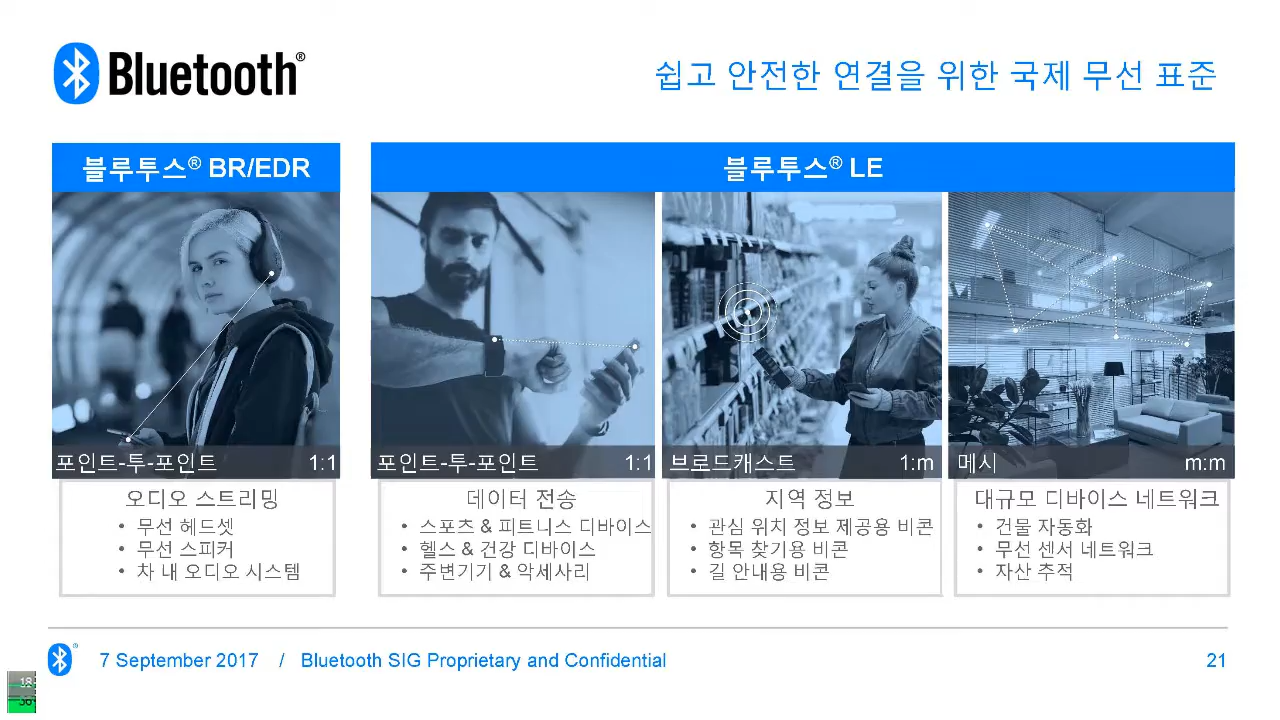 Bluetooth®
쉽고 안전한 연결을 위한 국제 무선 표준
블루투스® BR/EDR
블루투스® LE
포인트-투-포인트 1:1
포인트-투-포인트 1:1
브로드캐스트 1:m
메시 m:m
오디오 스트리밍
• 무선 헤드셋
• 무선 스피커
• 차 내 오디오 시스템
데이터 전송
• 스포츠 & 피트니스 디바이스
• 헬스 & 건강 디바이스
• 주변기기 & 악세사리
지역 정보
• 관심 위치 정보 제공용 비콘
• 항목 찾기용 비콘
• 길 안내용 비콘
대규모 디바이스 네트워크
• 건물 자동화
• 무선 센서 네트워크
• 자산 추적
7 September 2017 / Bluetooth SIG Proprietary and Confidential
21
18